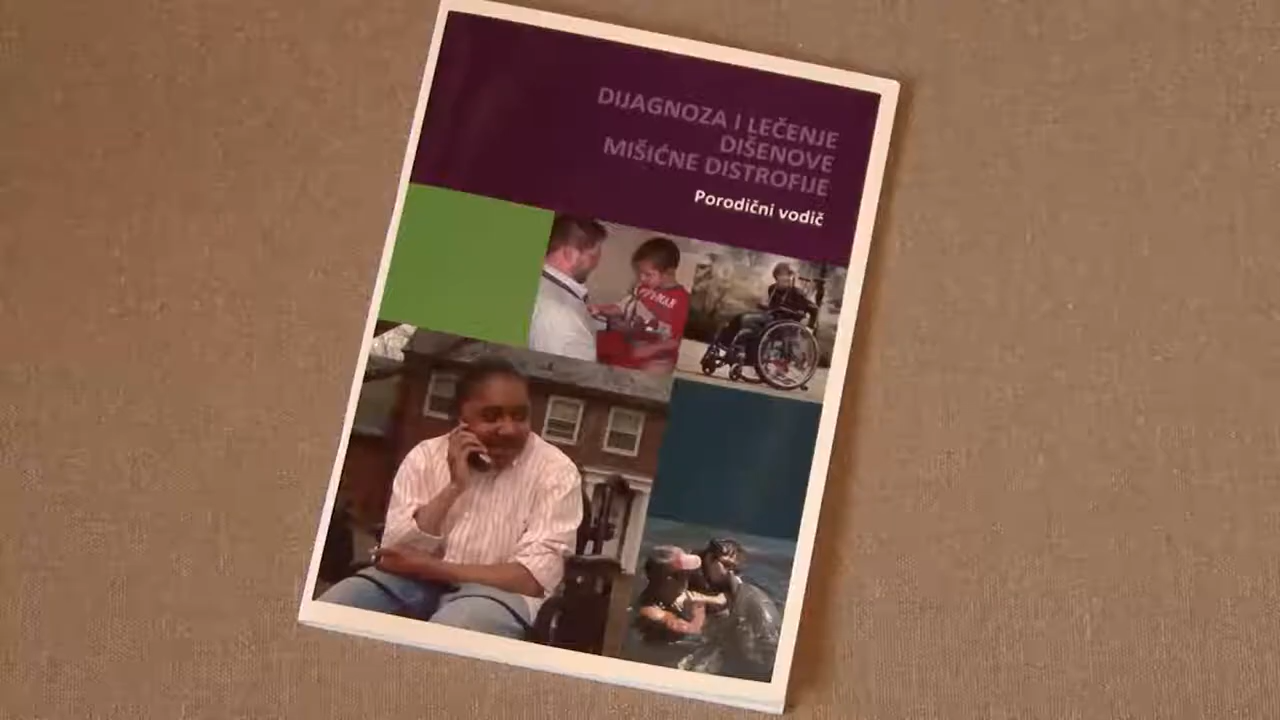 DIJAGNOZA I LEČENJE
DIŠENOVE
MIŠIĆNE DISTROFIJE
Porodični vodič